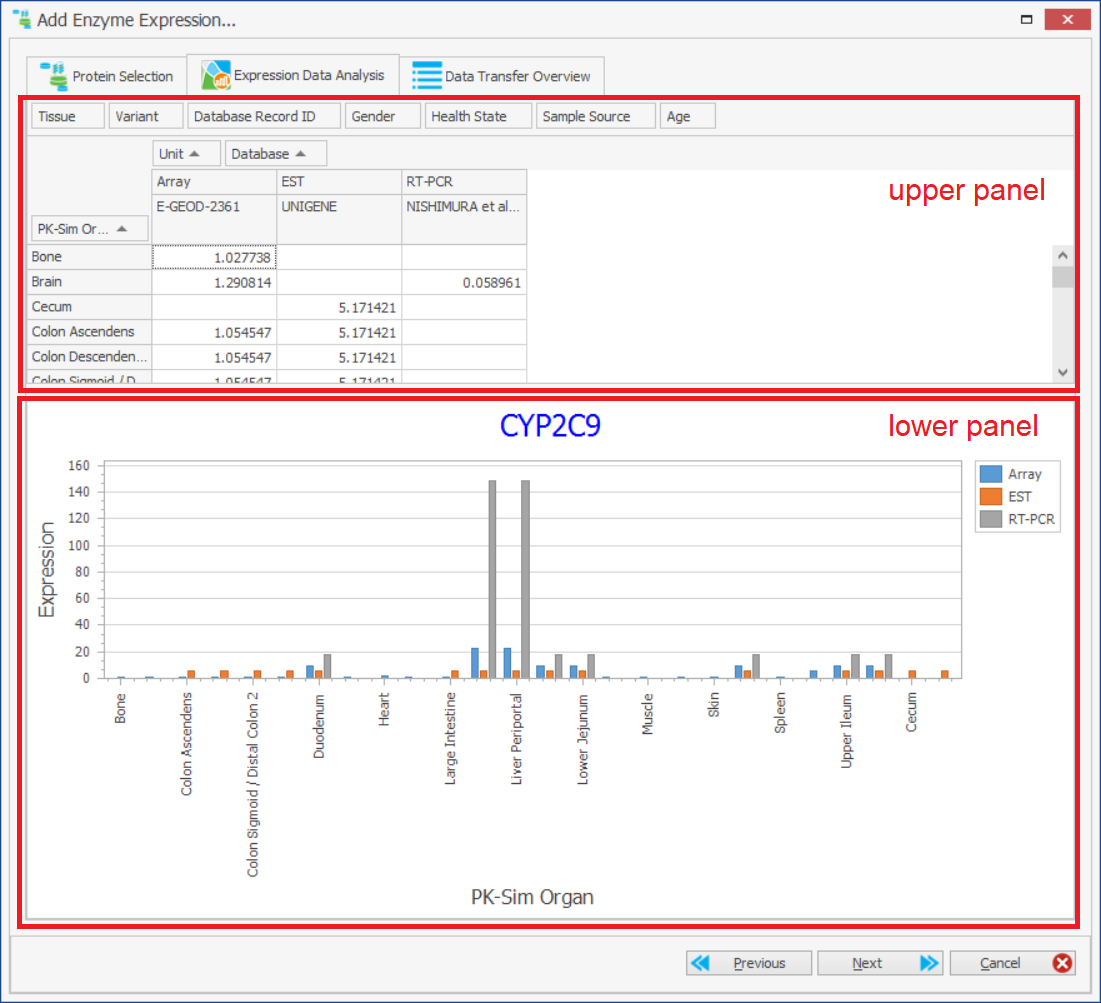 Add Enzyme Expression...
Protein Selection Expression Data Analysis Data Transfer Overview
Tissue Variant Database Record ID Gender Health State Sample Source Age
Unit Database
Array EST RT-PCR
upper panel
E-GEOD-2361 UNIGENE NISHIMURA et al...
PK-Sim Or...
Bone 1.027738
Brain 1.290814 0.058961
Cecum 5.171421
Colon Ascendens 1.054547 5.171421
Colon Descenden... 1.054547 5.171421
Colon Sigmoid / D... 1.054547 5.171421
CYP2C9
lower panel
160
140
120
100
80
60
40
20
0
Expression
Array
EST
RT-PCR
Bone
Colon Ascendens
Colon Sigmoid / Distal Colon 2
Duodenum
Heart
Large Intestine
Liver Periportal
Lower Jejunum
Muscle
Skin
Spleen
Upper Ileum
Cecum
PK-Sim Organ
Previous Next Cancel